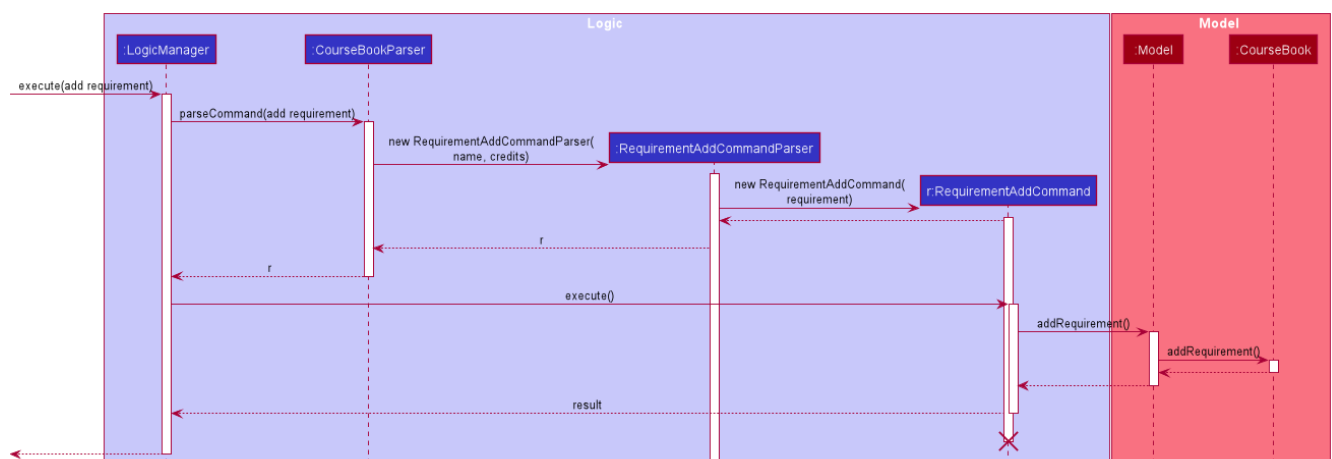 Logic
Model
:LogicManager
:CourseBookParser
:Model
:CourseBook
execute(add requirement)
parseCommand(add requirement)
new RequirementAddCommandParser(
name, credits)
:RequirementAddCommandParser
new RequirementAddCommand(
requirement)
r:RequirementAddCommand
r
r
execute()
addRequirement()
addRequirement()
result